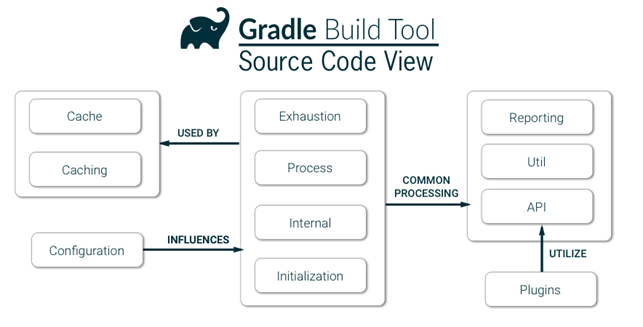 Gradle Build Tool
Source Code View
Cache
Caching
USED BY
Configuration
INFLUENCES
Exhaustion
Process
Internal
Initialization
COMMON
PROCESSING
Reporting
Util
API
UTILIZE
Plugins